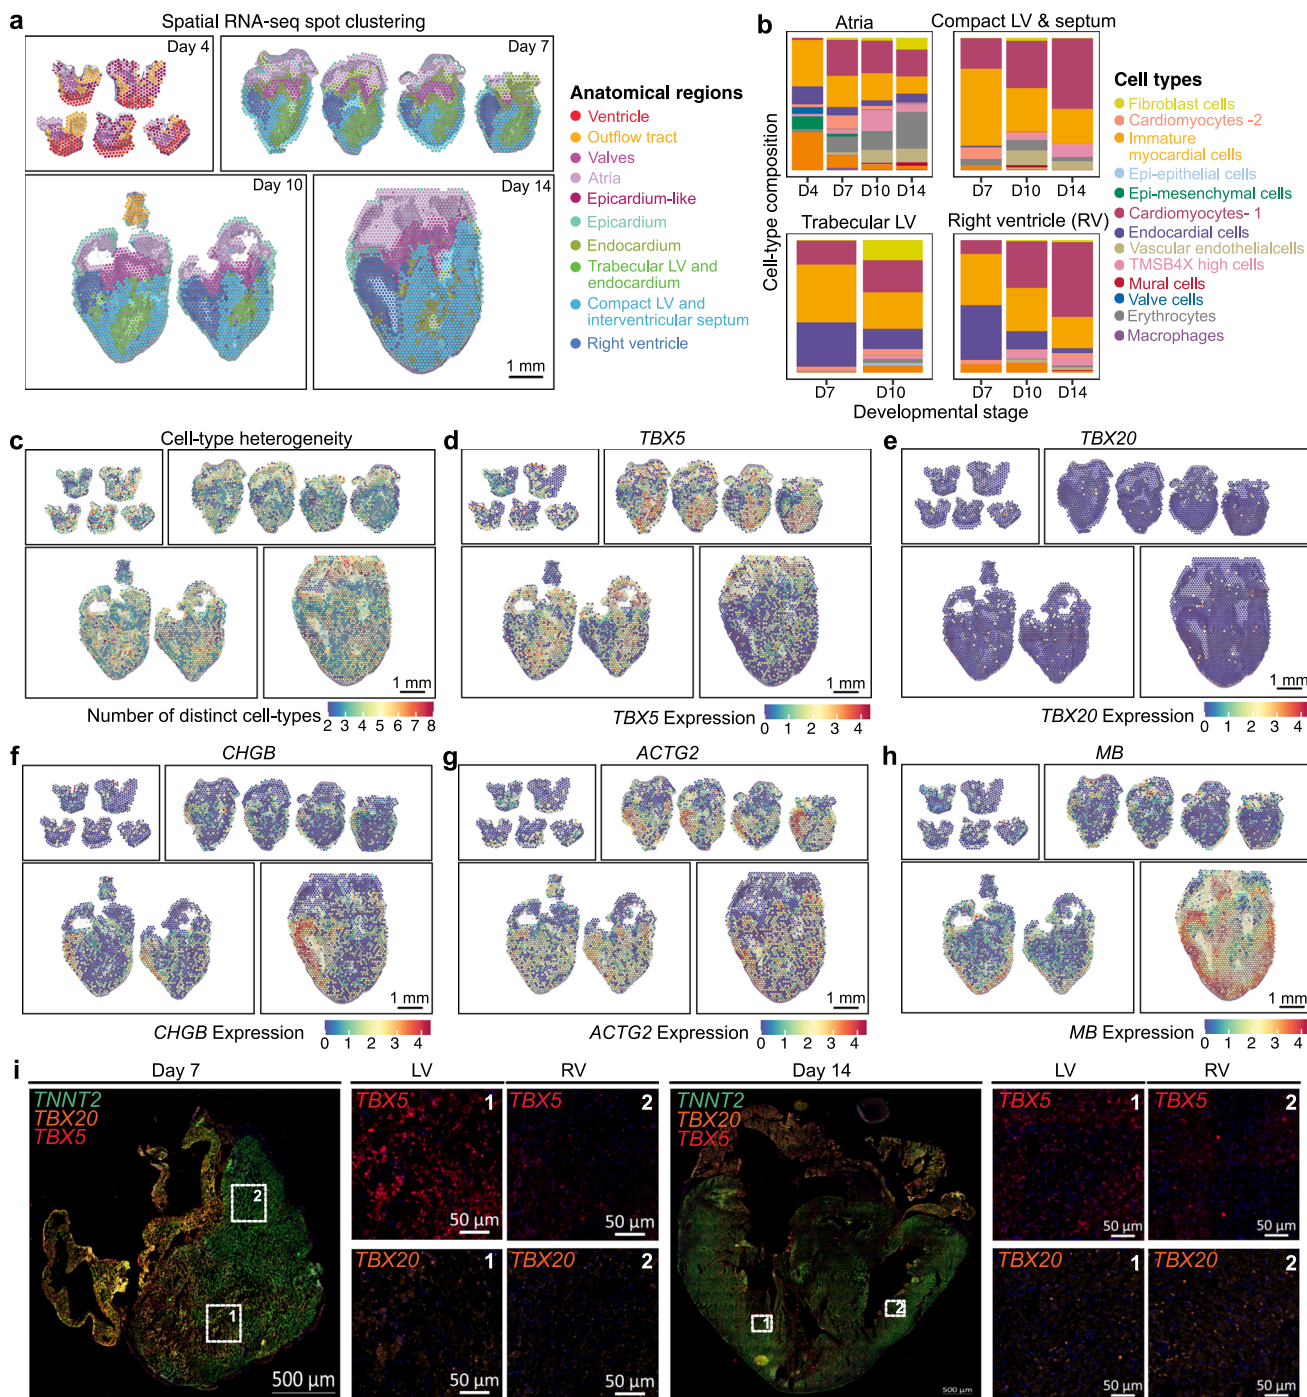 a
Spatial RNA-seq spot clustering
Day 4
Day 7
Day 10
Day 14
1 mm
Anatomical regions
Ventricle
Outflow tract
Valves
Atria
Epicardium-like
Epicardium
Endocardium
Trabecular LV and
endocardium
Compact LV and
interventricular septum
Right ventricle
b
Atria
Compact LV & septum
D4 D7 D10 D14
D7 D10 D14
Trabecular LV
Right ventricle (RV)
D7 D10
D7 D10 D14
Cell-type composition
Developmental stage
Cell types
Fibroblast cells
Cardiomyocytes -2
Immature
myocardial cells
Epi-epithelial cells
Epi-mesenchymal cells
Cardiomyocytes- 1
Endocardial cells
Vascular endothelialcells
TMSB4X high cells
Mural cells
Valve cells
Erythrocytes
Macrophages
c
Cell-type heterogeneity
1 mm
Number of distinct cell-types
2 3 4 5 6 7 8
d
TBX5
1 mm
TBX5 Expression
0 1 2 3 4
e
TBX20
1 mm
TBX20 Expression
0 1 2 3 4
f
CHGB
1 mm
CHGB Expression
0 1 2 3 4
g
ACTG2
1 mm
ACTG2 Expression
0 1 2 3 4
h
MB
1 mm
MB Expression
0 1 2 3 4
i
Day 7
LV
RV
Day 14
LV
RV
TNNT2
TBX20
TBX5
2
1
500 µm
TBX5 1
50 µm
TBX5 2
50 µm
TBX20 1
50 µm
TBX20 2
50 µm
TNNT2
TBX20
TBX5
1
2
500 µm
TBX5 1
50 µm
TBX5 2
50 µm
TBX20 1
50 µm
TBX20 2
50 µm